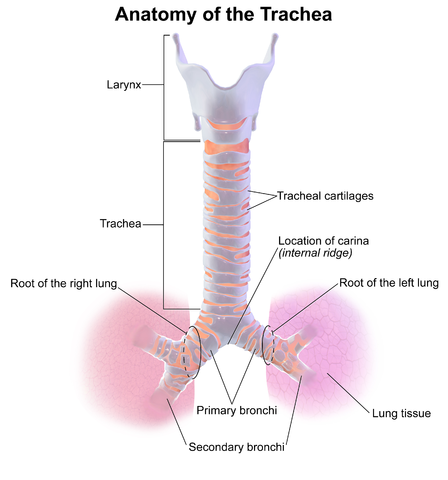 Anatomy of the Trachea
Larynx
Tracheal cartilages
Trachea
Location of carina
(internal ridge)
Root of the right lung
Root of the left lung
Primary bronchi
Lung tissue
Secondary bronchi